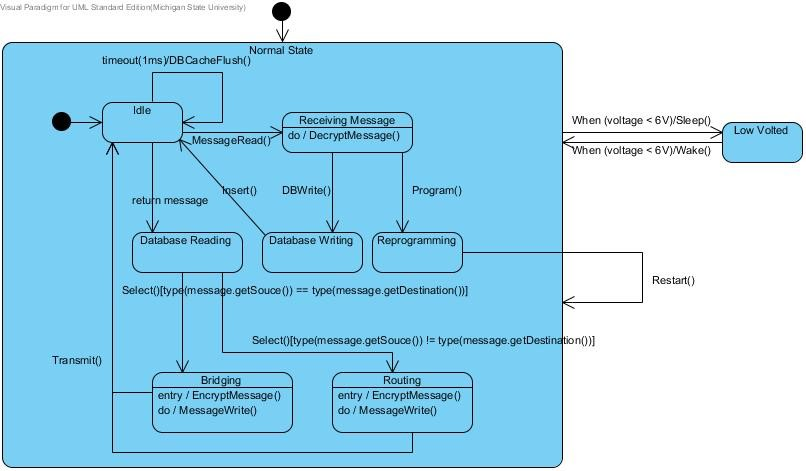 Visual Paradigm for UML Standard Edition(Michigan State University)
Normal State
timeout(1ms)/DBCacheFlush()
Idle
Receiving Message
do / DecryptMessage()
MessageRead()
When (voltage < 6V)/Sleep()
Low Volted
When (voltage < 6V)/Wake()
return message
Insert()
DBWrite()
Program()
Database Reading
Database Writing
Reprogramming
Restart()
Select()[type(message.getSouce()) == type(message.getDestination())]
Select()[type(message.getSouce()) != type(message.getDestination())]
Transmit()
Bridging
entry / EncryptMessage()
do / MessageWrite()
Routing
entry / EncryptMessage()
do / MessageWrite()